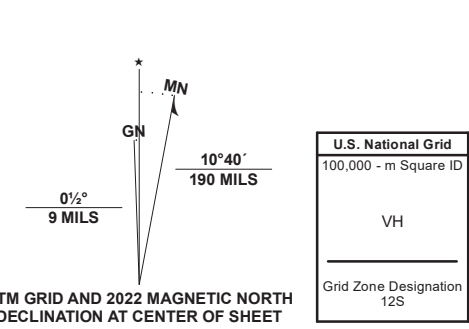 ★
MN
GN
10°40´
190 MILS
0½°
9 MILS
TM GRID AND 2022 MAGNETIC NORTH
DECLINATION AT CENTER OF SHEET
U.S. National Grid
100,000 - m Square ID
VH
Grid Zone Designation
12S